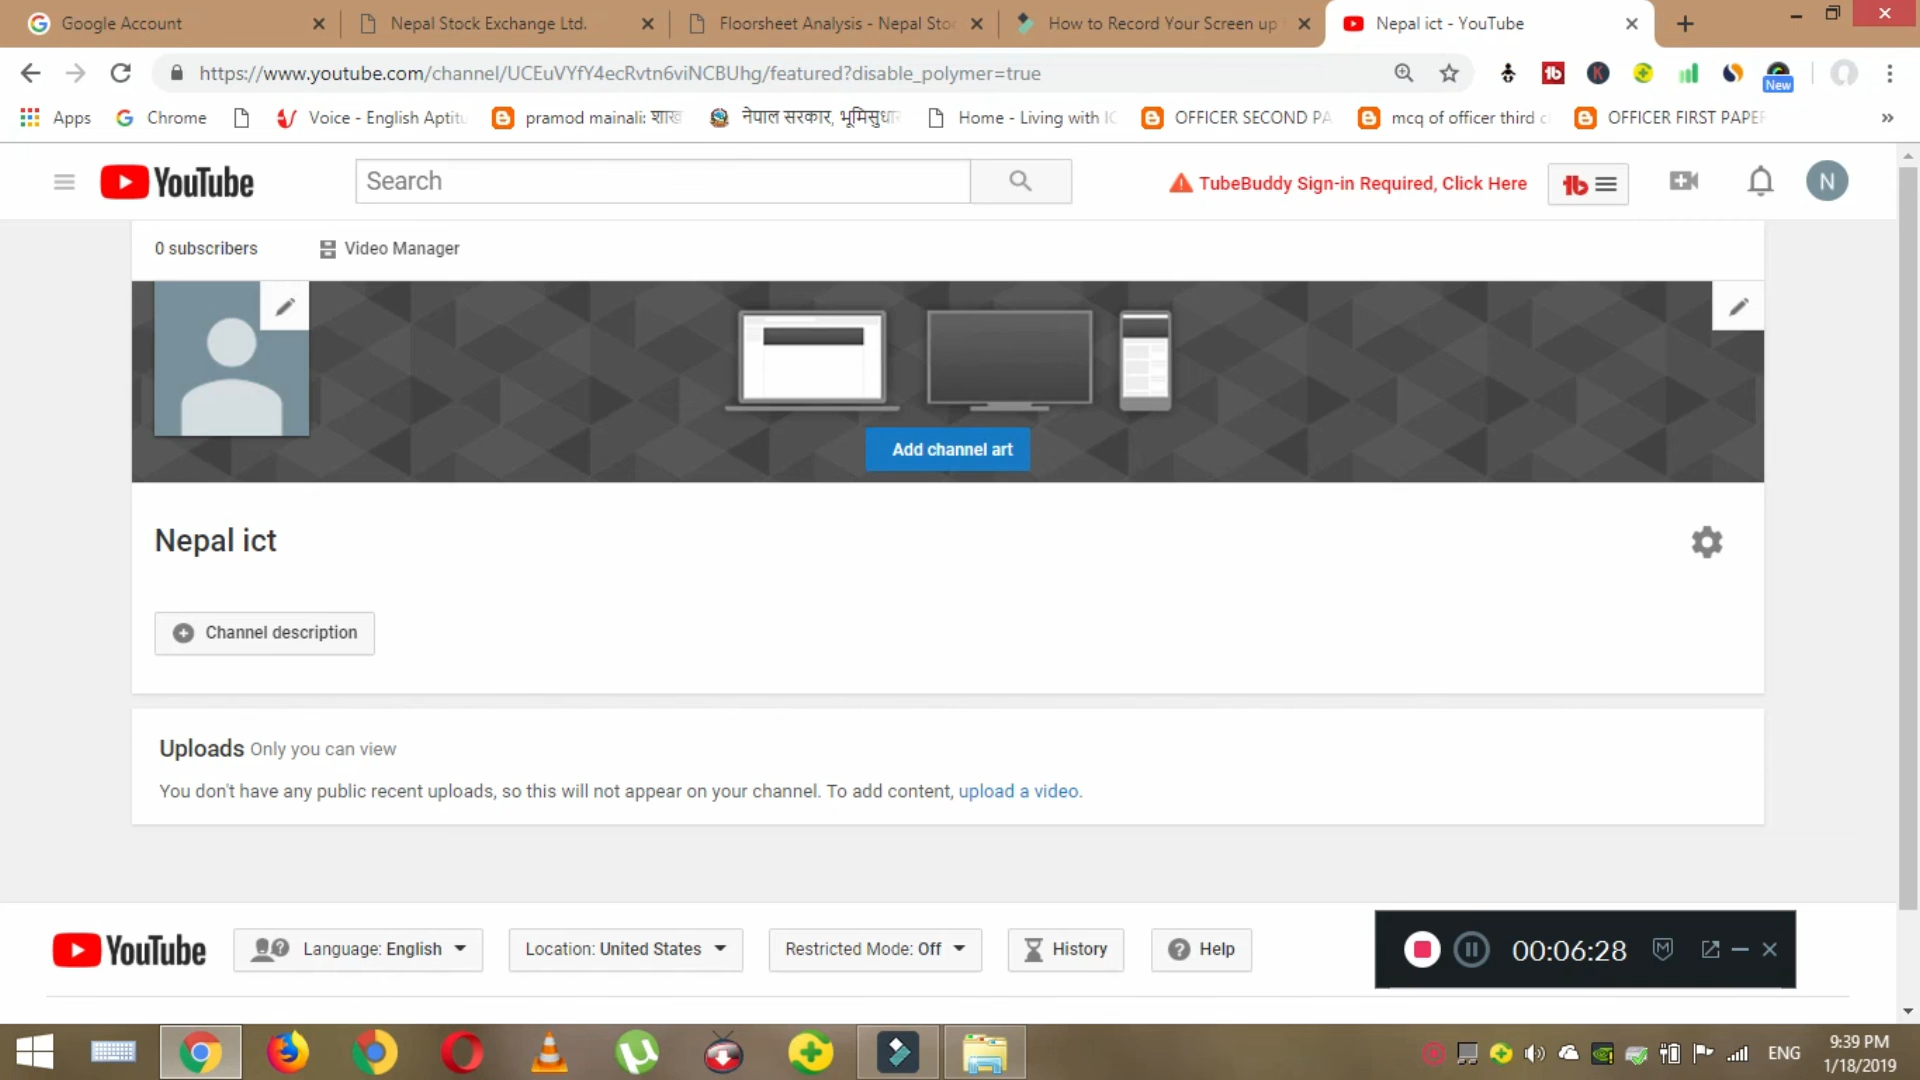 Google Account
Nepal Stock Exchange Ltd.
Floorsheet Analysis - Nepal Sto
How to Record Your Screen up
Nepal ict - YouTube
https://www.youtube.com/channel/UCEuVYfY4ecRvtn6viNCBUhg/featured?disable_polymer=true
New
Apps
Chrome
Voice - English Aptitu
pramod mainali: शाख
नेपाल सरकार, भूमिसुधार
Home - Living with IC
OFFICER SECOND PA
mcq of officer third c
OFFICER FIRST PAPER
YouTube
Search
TubeBuddy Sign-in Required, Click Here
N
0 subscribers
Video Manager
Add channel art
Nepal ict
Channel description
Uploads Only you can view
You don't have any public recent uploads, so this will not appear on your channel. To add content, upload a video.
YouTube
Language: English
Location: United States
Restricted Mode: Off
History
Help
00:06:28
ENG
9:39 PM
1/18/2019